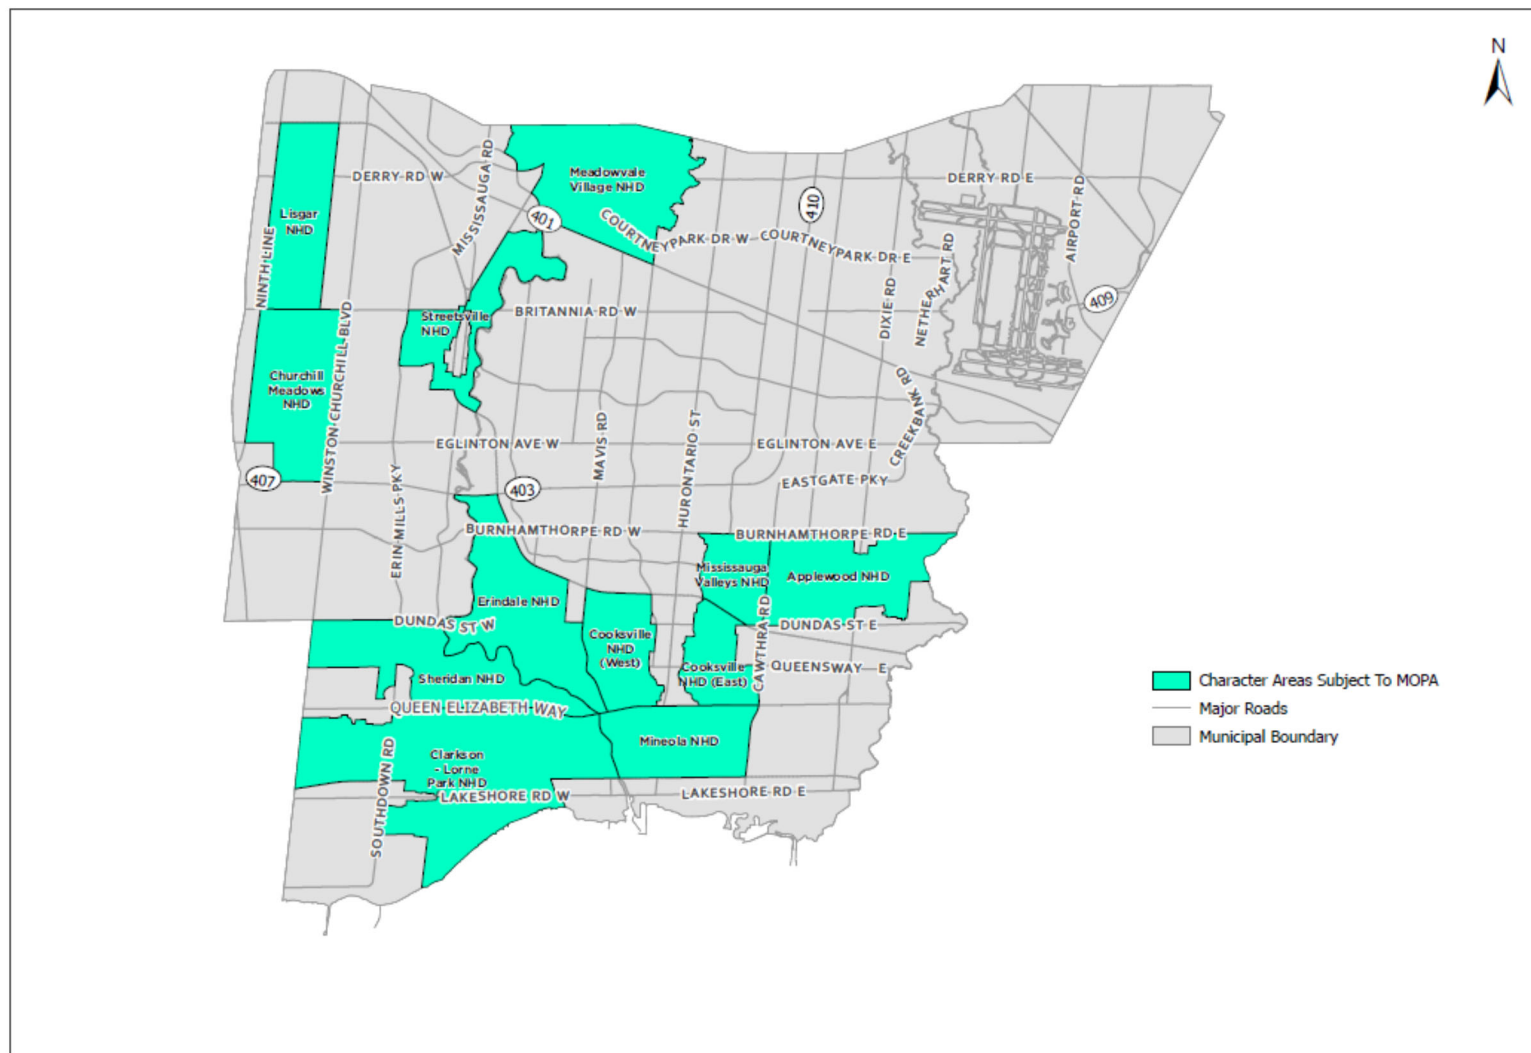 N
DERRY RD W
MISSISSAUGA RD
Meadowvale
Village NHD
DERRY RD E
410
AIRPORT RD
401
COURTNEYPARK DR W
COURTNEYPARK DR E
Lisgar
NHD
NINTH LINE
NETHERHART RD
DIXIE RD
409
Streetsville
NHD
BRITANNIA RD W
WINSTON CHURCHILL BLVD
Churchill
Meadows
NHD
CREEKBANK RD
MAVIS RD
HURONTARIO ST
EGLINTON AVE W
EGLINTON AVE E
407
403
EASTGATE PKY
ERIN MILLS PKY
BURNHAMTHORPE RD W
BURNHAMTHORPE RD E
Mississauga
Valleys NHD
Applewood NHD
Erindale NHD
CAWTHRA RD
DUNDAS ST W
DUNDAS ST E
Cooksville
NHD
(West)
Cooksville
NHD (East)
QUEENSWAY E
Sheridan NHD
QUEEN ELIZABETH WAY
Mineola NHD
Clarkson
- Lorne
Park NHD
SOUTHDOWN RD
LAKESHORE RD W
LAKESHORE RD E
Character Areas Subject To MOPA
Major Roads
Municipal Boundary